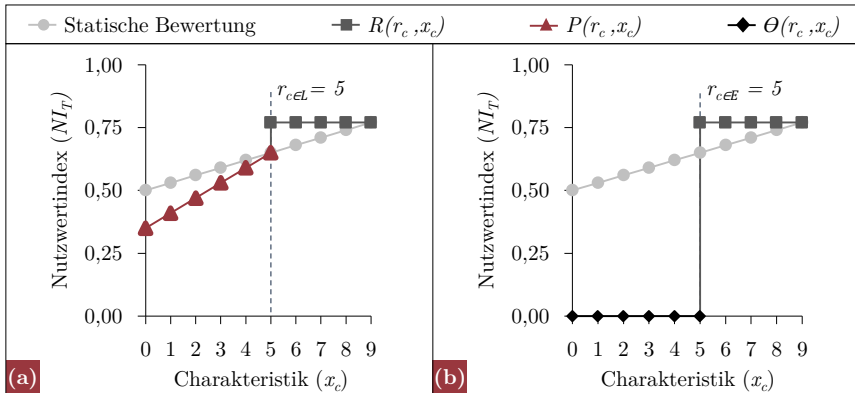 Statische Bewertung R(r_c ,x_c) P(r_c ,x_c) Θ(r_c ,x_c)
r_c∈L = 5
1,00
0,75
0,50
0,25
0,00
Nutzwertindex (NI_T)
0 1 2 3 4 5 6 7 8 9
Charakteristik (x_c)
(a)
r_c∈E = 5
1,00
0,75
0,50
0,25
0,00
Nutzwertindex (NI_T)
0 1 2 3 4 5 6 7 8 9
Charakteristik (x_c)
(b)